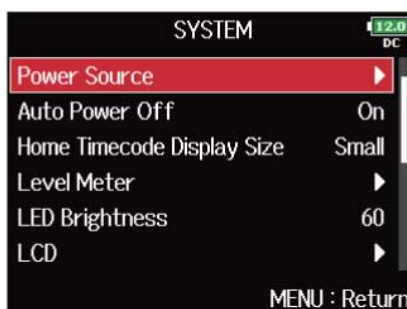 SYSTEM 12.0
DC
Power Source
Auto Power Off On
Home Timecode Display Size Small
Level Meter
LED Brightness 60
LCD
MENU : Return